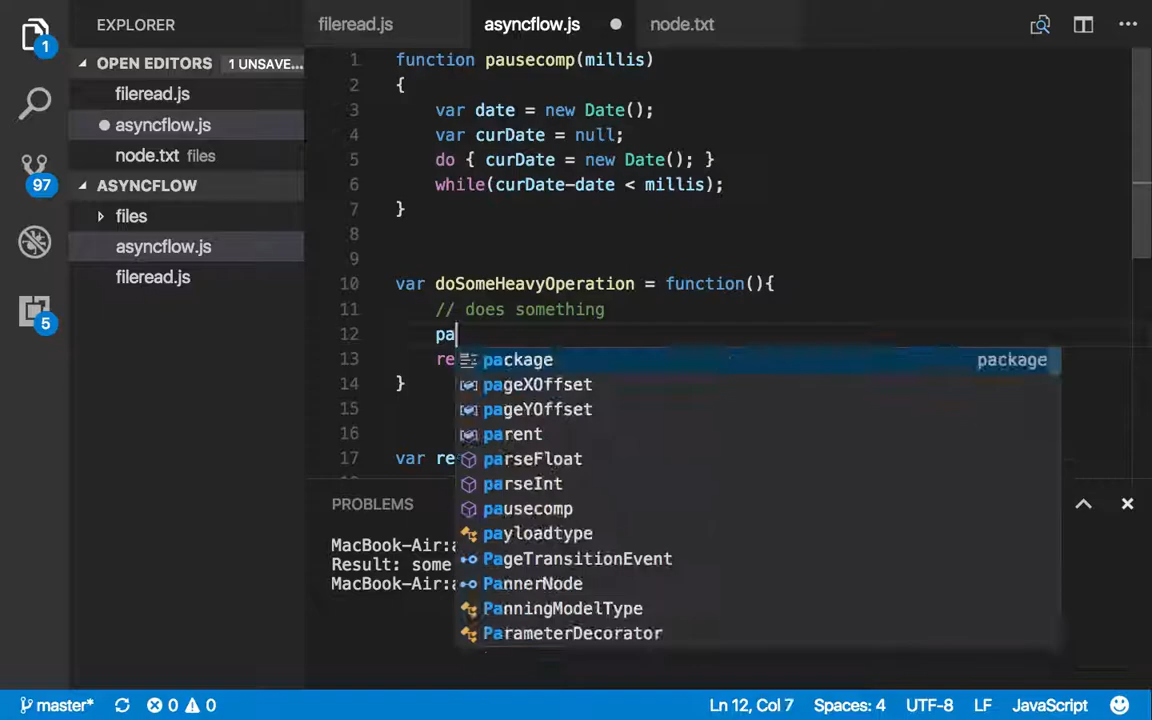 EXPLORER
fileread.js
asyncflow.js
node.txt
1
OPEN EDITORS
1 UNSAVE...
fileread.js
asyncflow.js
node.txt files
97
ASYNCFLOW
files
asyncflow.js
fileread.js
5
1 function pausecomp(millis)
2 {
3 var date = new Date();
4 var curDate = null;
5 do { curDate = new Date(); }
6 while(curDate-date < millis);
7 }
8
9
10 var doSomeHeavyOperation = function(){
11 // does something
12 pa
13 re
14 }
15
16
17 var re
package package
pageXOffset
pageYOffset
parent
parseFloat
parseInt
pausecomp
payloadtype
PageTransitionEvent
PannerNode
PanningModelType
ParameterDecorator
PROBLEMS
MacBook-Air:a
Result: some
MacBook-Air:a
master* 0 0
Ln 12, Col 7 Spaces: 4 UTF-8 LF JavaScript